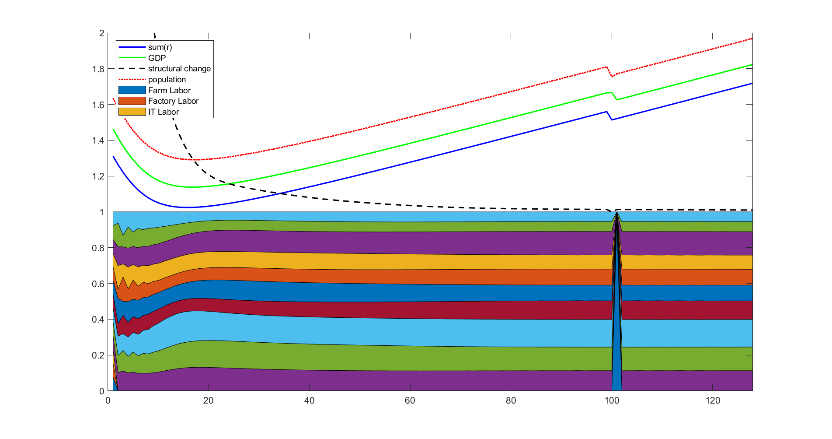 2
sum(r)
GDP
structural change
1.8
population
Farm Labor
1.6
Factory Labor
IT Labor
1.4
1.2
1
0.8
0.6
0.4
0.2
0
0 20 40 60 80 100 120